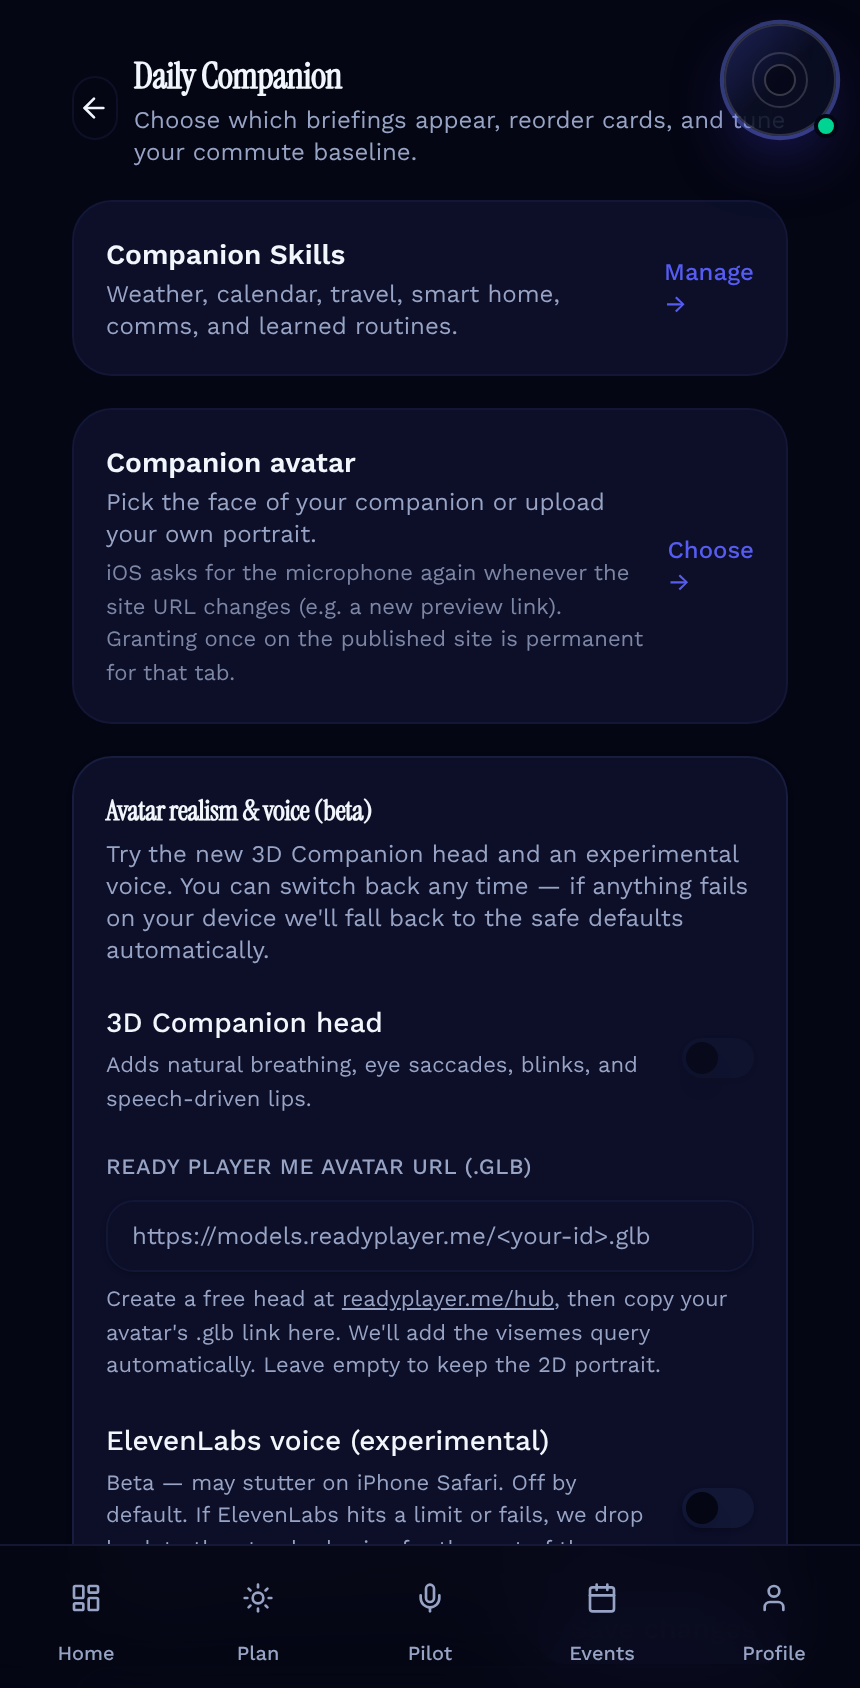 Daily Companion
Choose which briefings appear, reorder cards, and tune
your commute baseline.
Companion Skills
Weather, calendar, travel, smart home,
comms, and learned routines.
Manage
→
Companion avatar
Pick the face of your companion or upload
your own portrait.
iOS asks for the microphone again whenever the
site URL changes (e.g. a new preview link).
Granting once on the published site is permanent
for that tab.
Choose
→
Avatar realism & voice (beta)
Try the new 3D Companion head and an experimental
voice. You can switch back any time — if anything fails
on your device we'll fall back to the safe defaults
automatically.
3D Companion head
Adds natural breathing, eye saccades, blinks, and
speech-driven lips.
READY PLAYER ME AVATAR URL (.GLB)
https://models.readyplayer.me/<your-id>.glb
Create a free head at readyplayer.me/hub, then copy your
avatar's .glb link here. We'll add the visemes query
automatically. Leave empty to keep the 2D portrait.
ElevenLabs voice (experimental)
Beta — may stutter on iPhone Safari. Off by
default. If ElevenLabs hits a limit or fails, we drop
Home
Plan
Pilot
Events
Profile